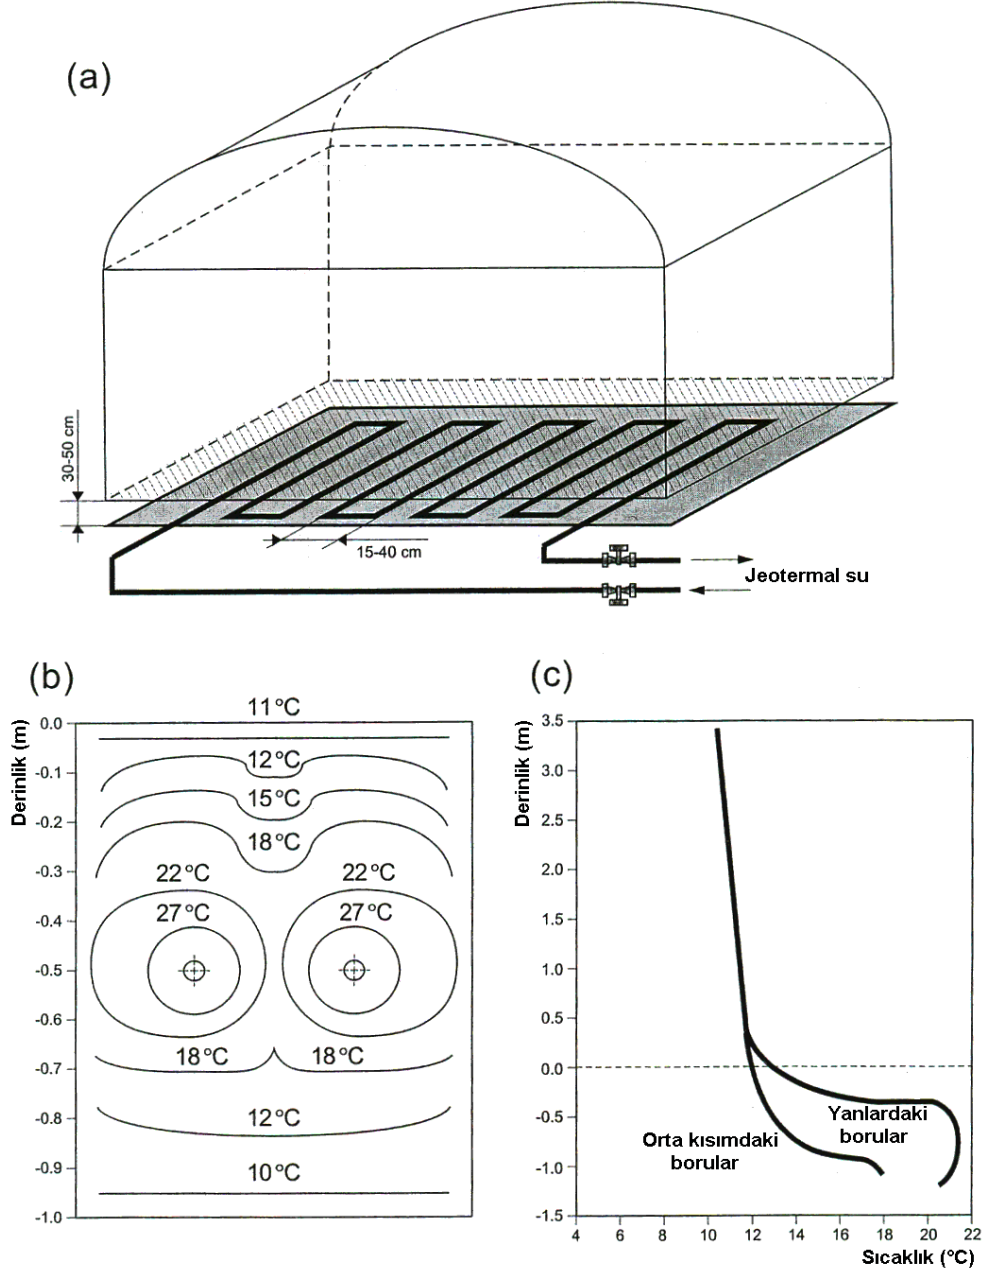 (a)
30-50 cm
15-40 cm
Jeotermal su
(b)
11°C
Derinlik (m)
0.0
-0.1
-0.2
-0.3
-0.4
-0.5
-0.6
-0.7
-0.8
-0.9
-1.0
12°C
15°C
18°C
22°C 22°C
27°C 27°C
18°C 18°C
12°C
10°C
(c)
Derinlik (m)
3.5
3.0
2.5
2.0
1.5
1.0
0.5
0.0
-0.5
-1.0
-1.5
Yanlardaki
borular
Orta kısımdaki
borular
4 6 8 10 12 14 16 18 20 22
Sıcaklık (°C)